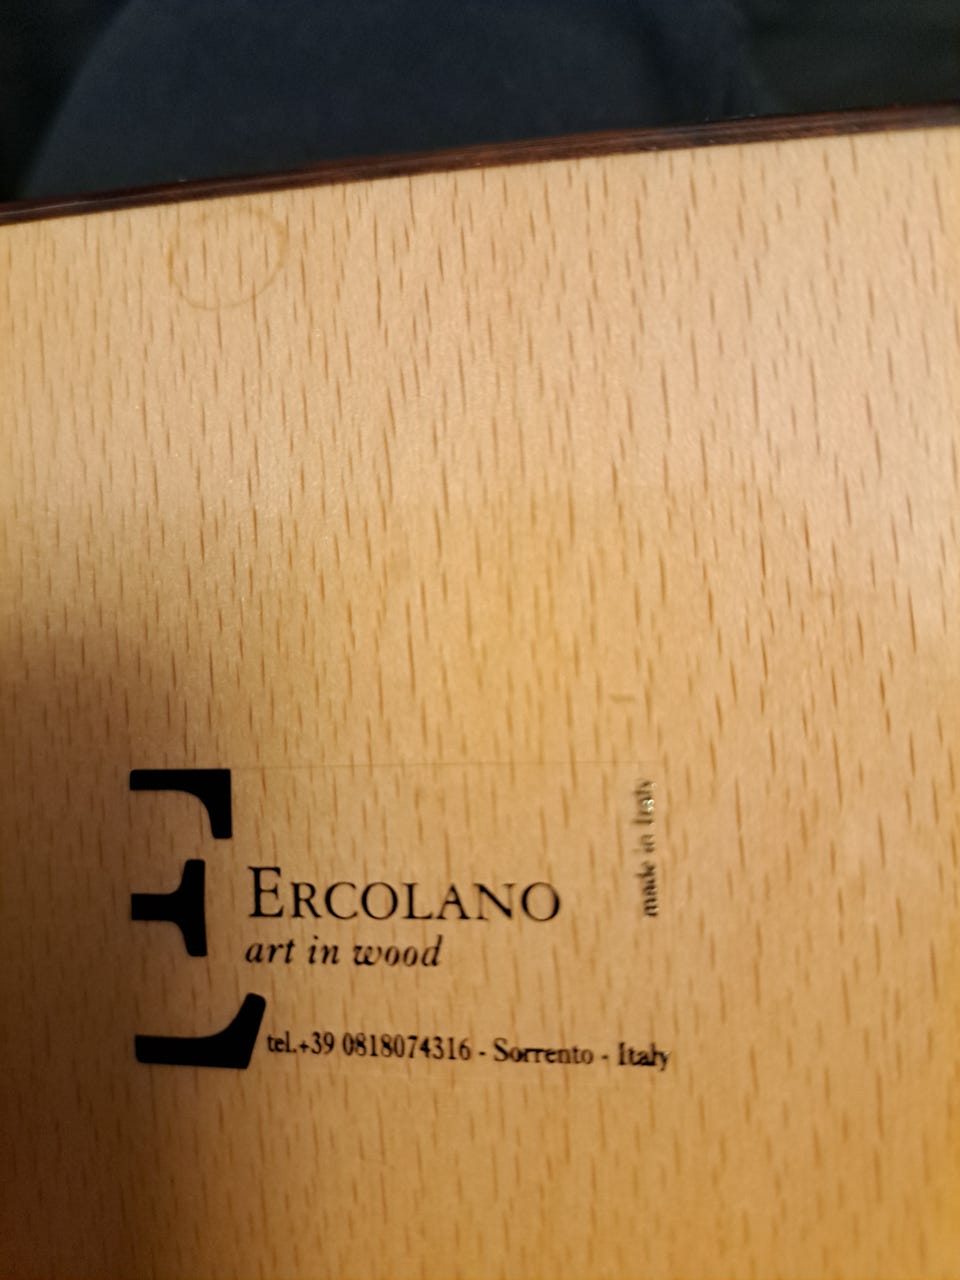 E
ERCOLANO
art in wood
made in Italy
tel.+39 0818074316 - Sorrento - Italy